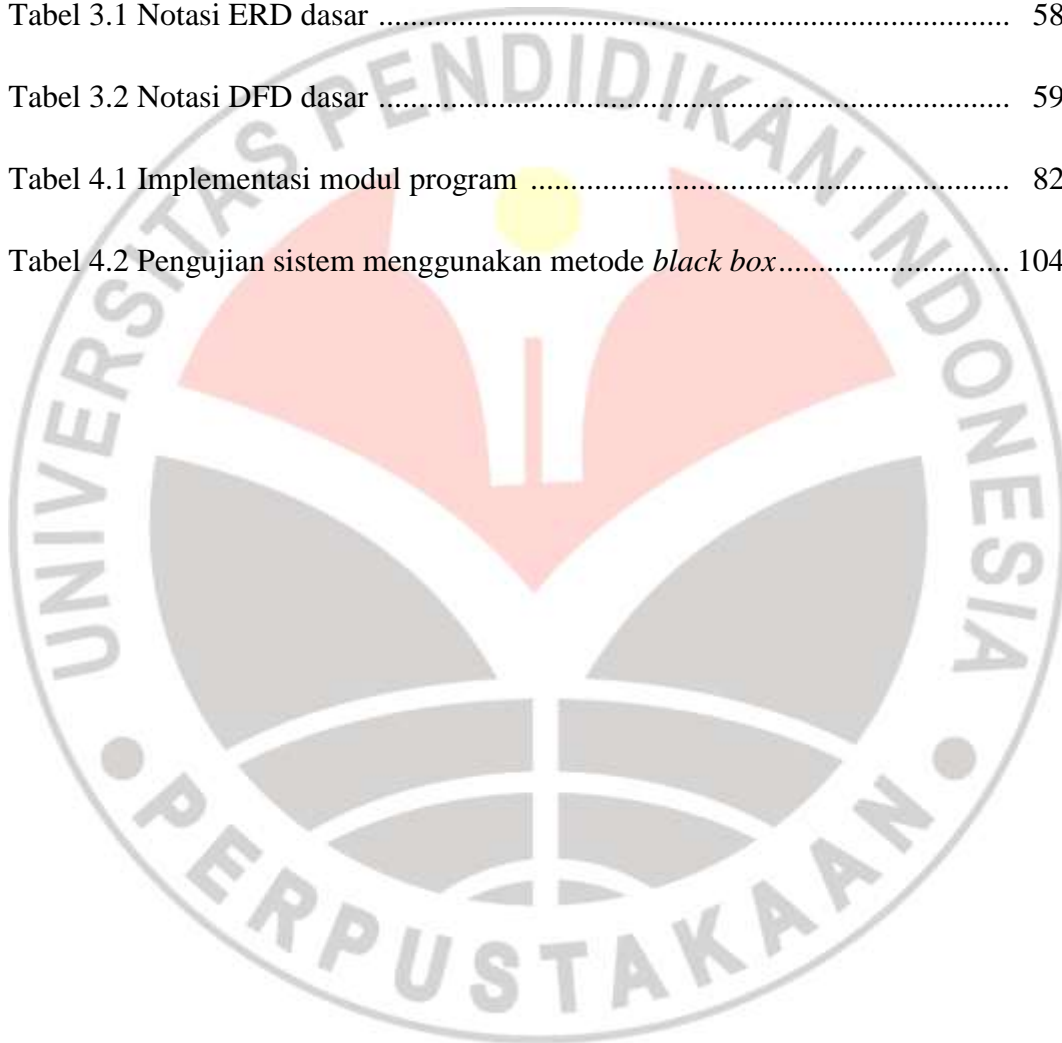 Tabel 3.1 Notasi ERD dasar ........................................................................... 58
Tabel 3.2 Notasi DFD dasar ........................................................................... 59
Tabel 4.1 Implementasi modul program ......................................................... 82
Tabel 4.2 Pengujian sistem menggunakan metode black box........................... 104
UNIVERSITAS PENDIDIKAN INDONESIA
PERPUSTAKAAN